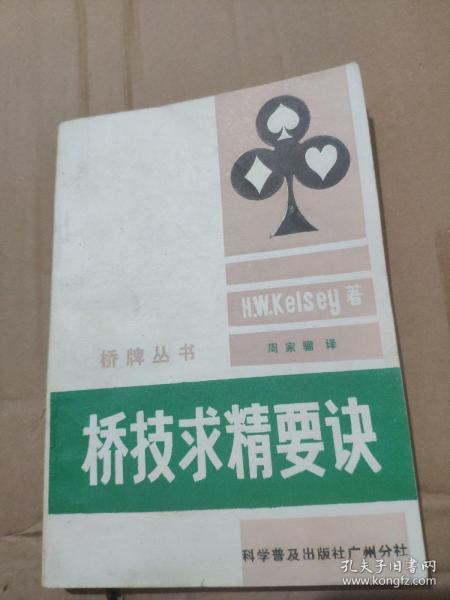 H.W.Kelsey 著
周家骝 译
桥牌丛书
桥技求精要诀
科学普及出版社广州分社
孔夫子旧书网
www.kongfz.com